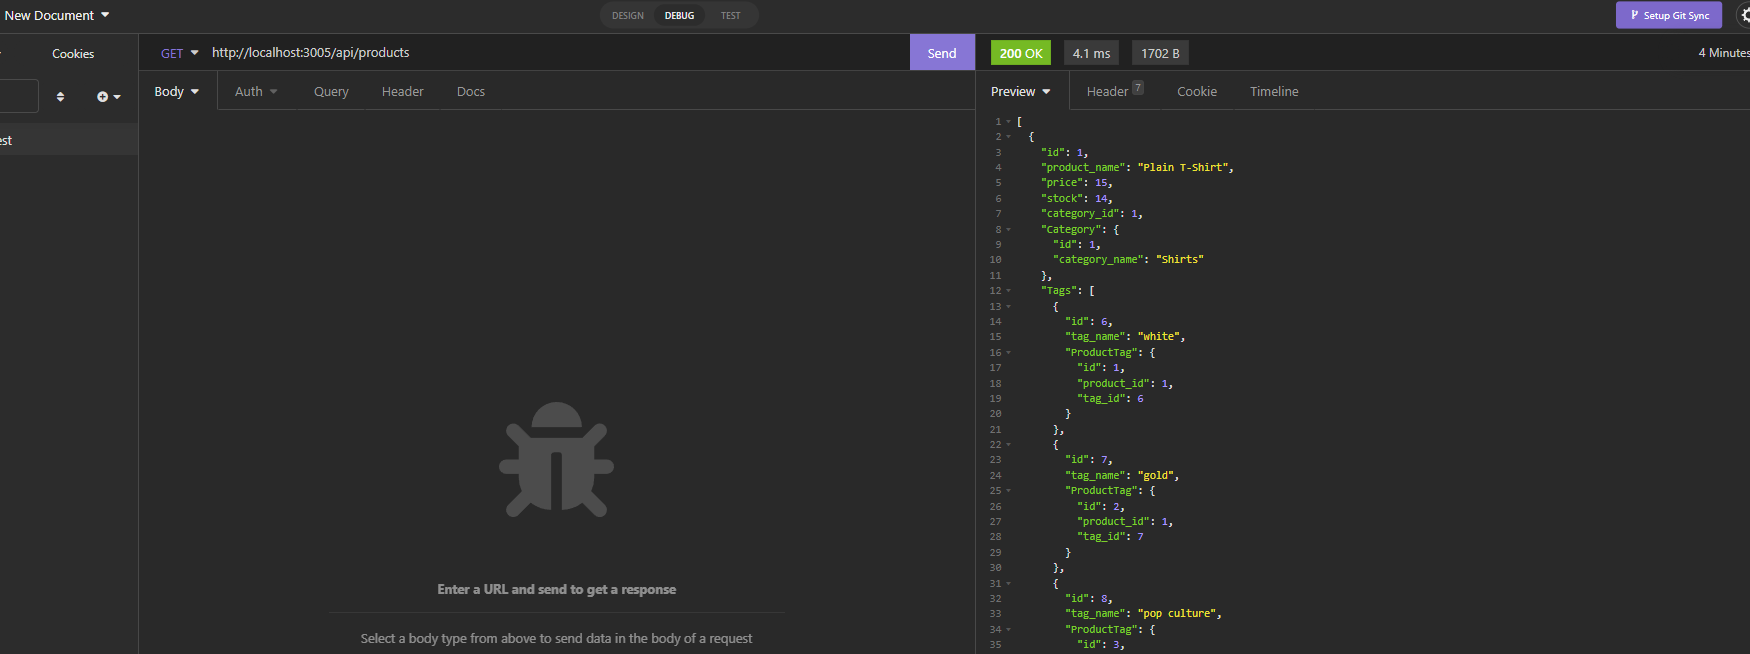 New Document
DESIGN DEBUG TEST
Setup Git Sync
Cookies
GET http://localhost:3005/api/products
Send
200 OK 4.1 ms 1702 B
4 Minutes
Body Auth Query Header Docs
Preview Header 7 Cookie Timeline
est
Enter a URL and send to get a response
Select a body type from above to send data in the body of a request
1 [
2 {
3 "id": 1,
4 "product_name": "Plain T-Shirt",
5 "price": 15,
6 "stock": 14,
7 "category_id": 1,
8 "Category": {
9 "id": 1,
10 "category_name": "Shirts"
11 },
12 "Tags": [
13 {
14 "id": 6,
15 "tag_name": "white",
16 "ProductTag": {
17 "id": 1,
18 "product_id": 1,
19 "tag_id": 6
20 }
21 },
22 {
23 "id": 7,
24 "tag_name": "gold",
25 "ProductTag": {
26 "id": 2,
27 "product_id": 1,
28 "tag_id": 7
29 }
30 },
31 {
32 "id": 8,
33 "tag_name": "pop culture",
34 "ProductTag": {
35 "id": 3,